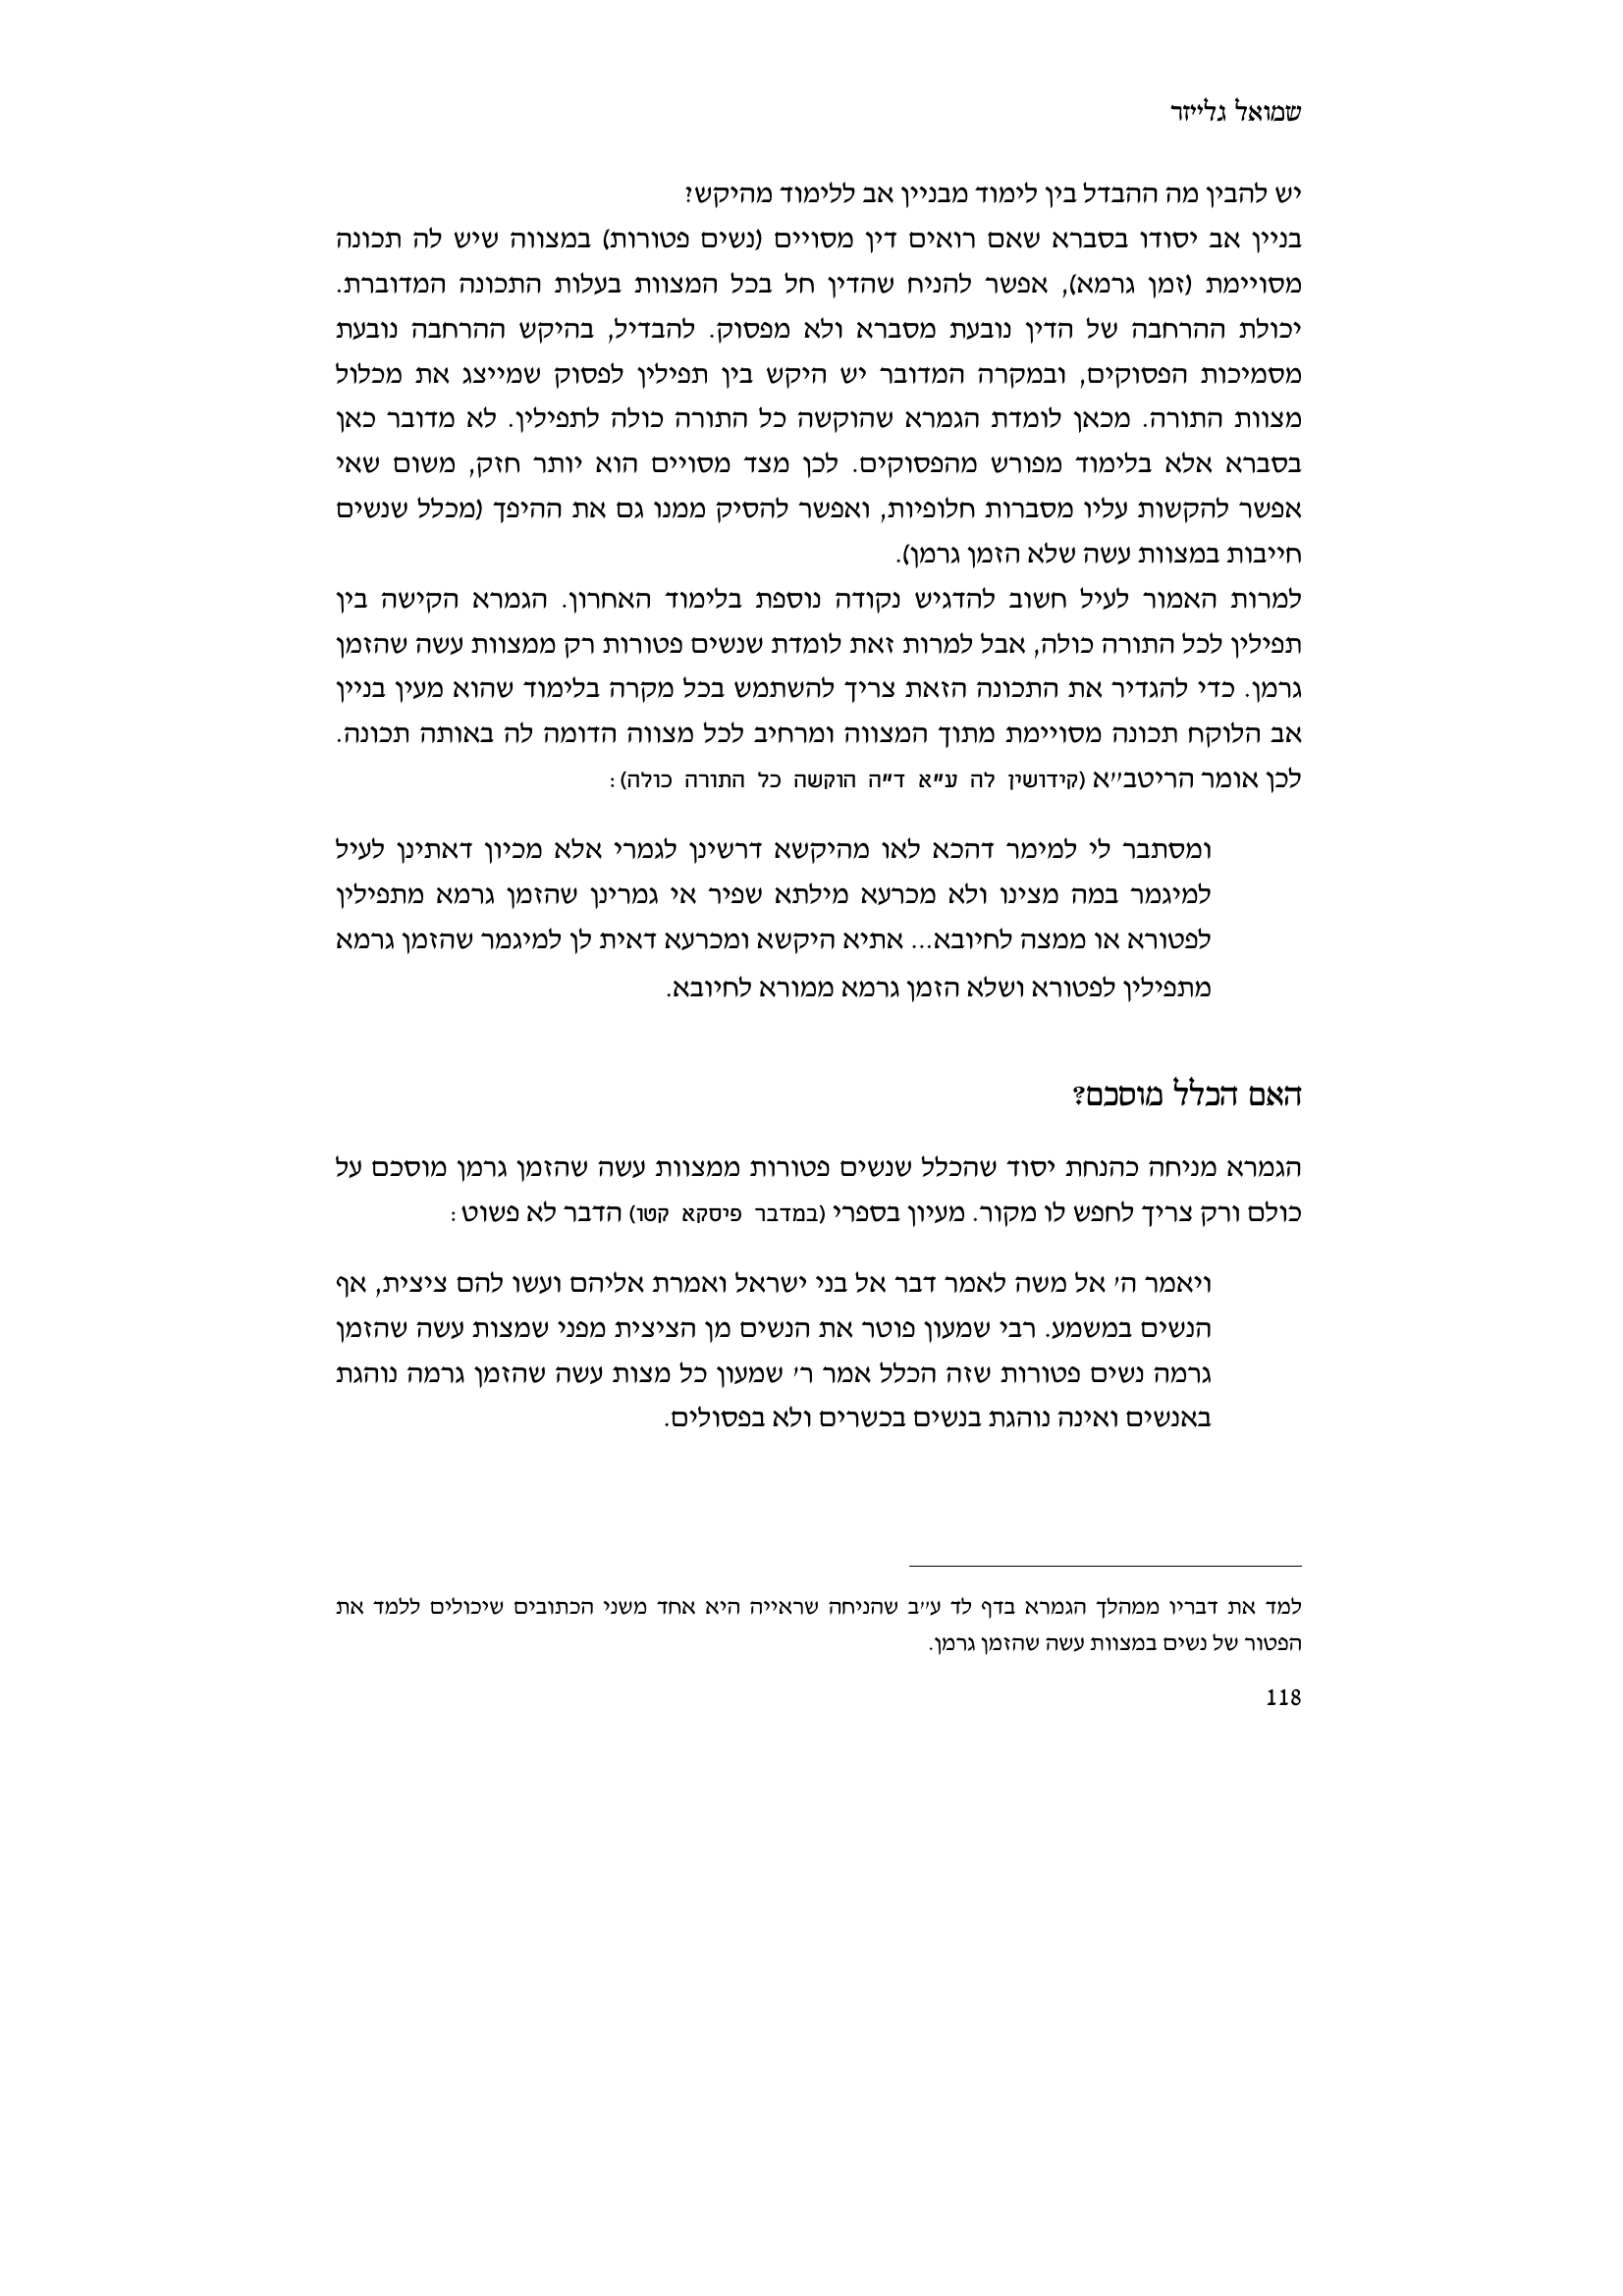 שמואל גלייזר
יש להבין מה ההבדל בין לימוד מבניין אב ללימוד מהיקש?
בניין אב יסודו בסברא שאם רואים דין מסויים (נשים פטורות) במצווה שיש לה תכונה
מסויימת (זמן גרמא), אפשר להניח שהדין חל בכל המצוות בעלות התכונה המדוברת.
יכולת ההרחבה של הדין נובעת מסברא ולא מפסוק. להבדיל, בהיקש ההרחבה נובעת
מסמיכות הפסוקים, ובמקרה המדובר יש היקש בין תפילין לפסוק שמייצג את מכלול
מצוות התורה. מכאן לומדת הגמרא שהוקשה כל התורה כולה לתפילין. לא מדובר כאן
בסברא אלא בלימוד מפורש מהפסוקים. לכן מצד מסויים הוא יותר חזק, משום שאי
אפשר להקשות עליו מסברות חלופיות, ואפשר להסיק ממנו גם את ההיפך (מכלל שנשים
חייבות במצוות עשה שלא הזמן גרמן).
למרות האמור לעיל חשוב להדגיש נקודה נוספת בלימוד האחרון. הגמרא הקישה בין
תפילין לכל התורה כולה, אבל למרות זאת לומדת שנשים פטורות רק ממצוות עשה שהזמן
גרמן. כדי להגדיר את התכונה הזאת צריך להשתמש בכל מקרה בלימוד שהוא מעין בניין
אב הלוקח תכונה מסויימת מתוך המצווה ומרחיב לכל מצווה הדומה לה באותה תכונה.
לכן אומר הריטב״א (קידושין לה ע״א ד״ה הוקשה כל התורה כולה):
ומסתבר לי למימר דהכא לאו מהיקשא דרשינן לגמרי אלא מכיון דאתינן לעיל
למיגמר במה מצינו ולא מכרעא מילתא שפיר אי גמרינן שהזמן גרמא מתפילין
לפטורא או ממצה לחיובא... אתיא היקשא ומכרעא דאית לן למיגמר שהזמן גרמא
מתפילין לפטורא ושלא הזמן גרמא ממורא לחיובא.
האם הכלל מוסכם?
הגמרא מניחה כהנחת יסוד שהכלל שנשים פטורות ממצוות עשה שהזמן גרמן מוסכם על
כולם ורק צריך לחפש לו מקור. מעיון בספרי (במדבר פיסקא קטו) הדבר לא פשוט:
ויאמר ה׳ אל משה לאמר דבר אל בני ישראל ואמרת אליהם ועשו להם ציצית, אף
הנשים במשמע. רבי שמעון פוטר את הנשים מן הציצית מפני שמצות עשה שהזמן
גרמה נשים פטורות שזה הכלל אמר ר׳ שמעון כל מצות עשה שהזמן גרמה נוהגת
באנשים ואינה נוהגת בנשים בכשרים ולא בפסולים.
למד את דבריו ממהלך הגמרא בדף לד ע״ב שהניחה שראייה היא אחד משני הכתובים שיכולים ללמד את
הפטור של נשים במצוות עשה שהזמן גרמן.
118